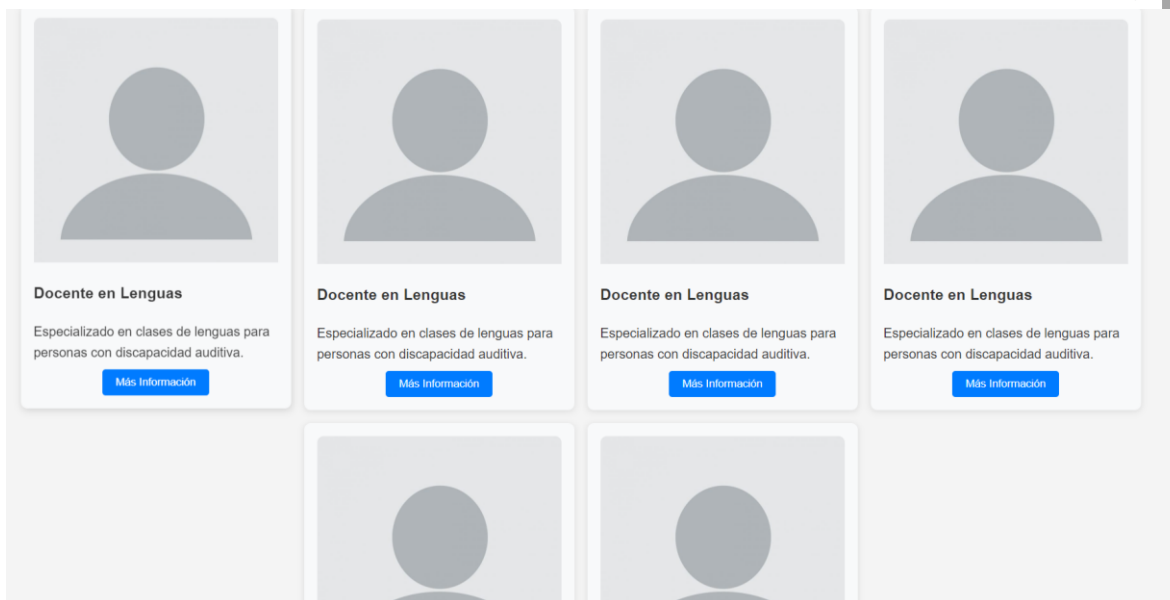 Docente en Lenguas
Especializado en clases de lenguas para
personas con discapacidad auditiva.
Más Información
Docente en Lenguas
Especializado en clases de lenguas para
personas con discapacidad auditiva.
Más Información
Docente en Lenguas
Especializado en clases de lenguas para
personas con discapacidad auditiva.
Más Información
Docente en Lenguas
Especializado en clases de lenguas para
personas con discapacidad auditiva.
Más Información